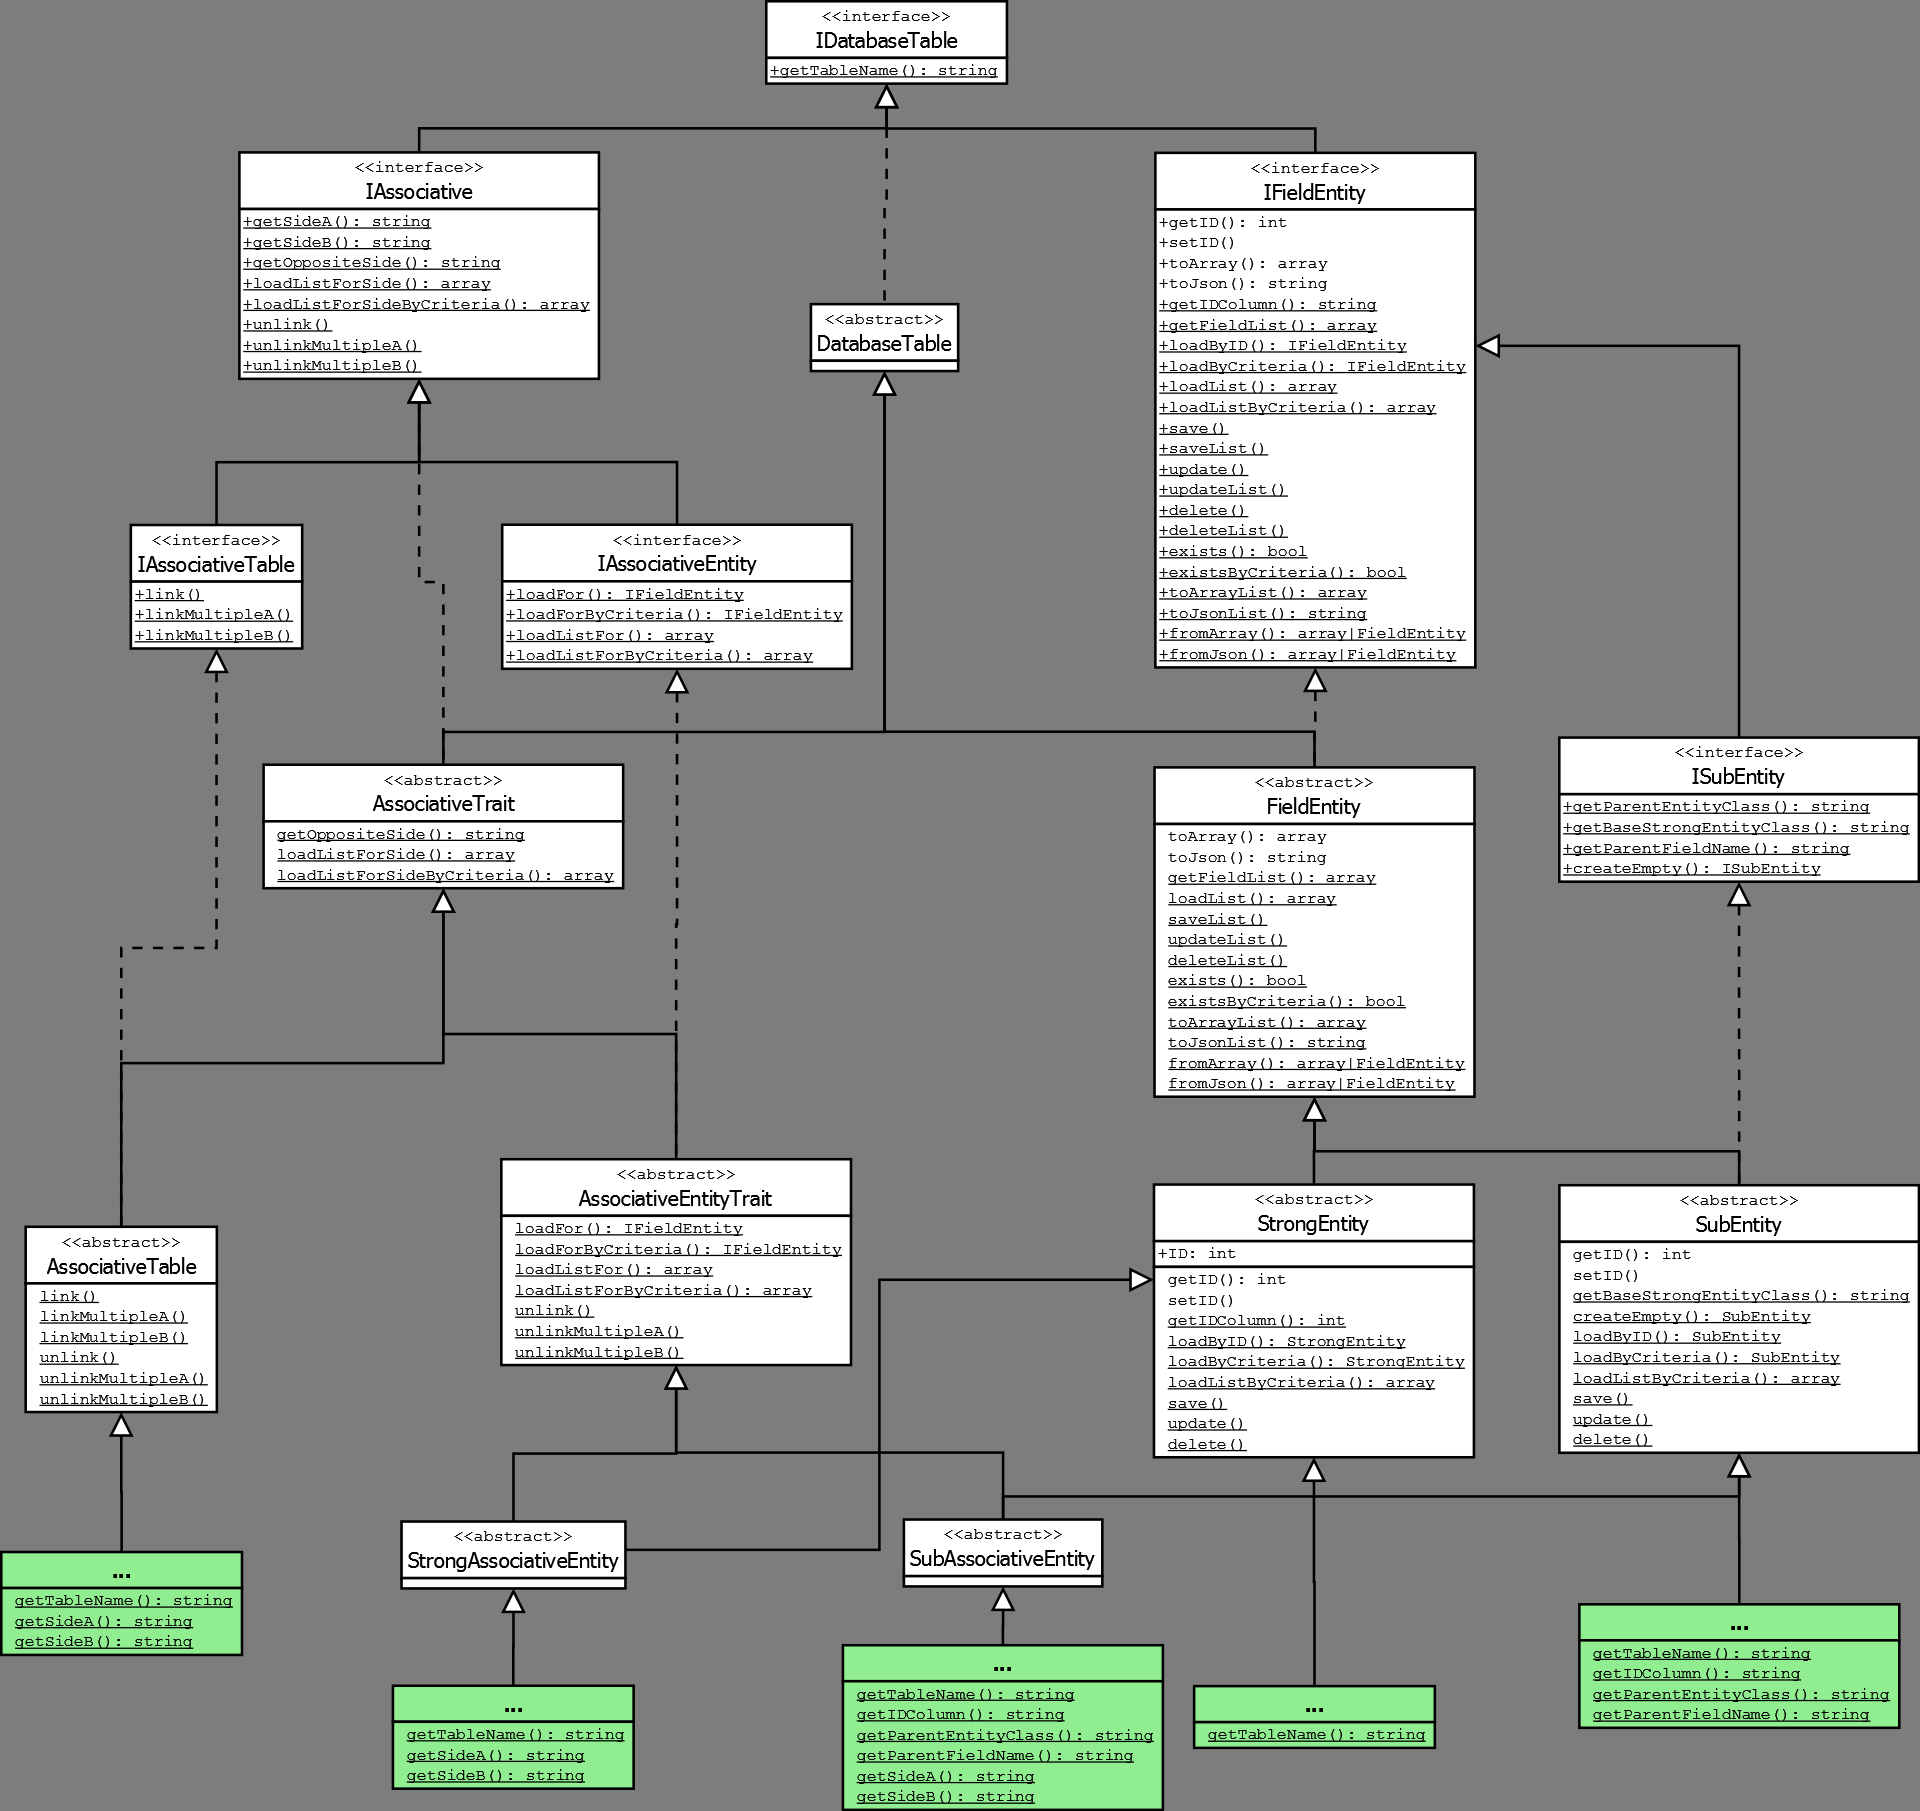 <<interface>>
IDatabaseTable
+getTableName(): string
<<interface>>
IAssociative
+getSideA(): string
+getSideB(): string
+getOppositeSide(): string
+loadListForSide(): array
+loadListForSideByCriteria(): array
+unlink()
+unlinkMultipleA()
+unlinkMultipleB()
<<interface>>
IFieldEntity
+getID(): int
+setID()
+toArray(): array
+toJson(): string
+getIDColumn(): string
+getFieldList(): array
+loadByID(): IFieldEntity
+loadByCriteria(): IFieldEntity
+loadList(): array
+loadListByCriteria(): array
+save()
+saveList()
+update()
+updateList()
+delete()
+deleteList()
+exists(): bool
+existsByCriteria(): bool
+toArrayList(): array
+toJsonList(): string
+fromArray(): array|FieldEntity
+fromJson(): array|FieldEntity
<<abstract>>
DatabaseTable
<<interface>>
IAssociativeTable
+link()
+linkMultipleA()
+linkMultipleB()
<<interface>>
IAssociativeEntity
+loadFor(): IFieldEntity
+loadForByCriteria(): IFieldEntity
+loadListFor(): array
+loadListForByCriteria(): array
<<abstract>>
AssociativeTrait
getOppositeSide(): string
loadListForSide(): array
loadListForSideByCriteria(): array
<<abstract>>
FieldEntity
toArray(): array
toJson(): string
getFieldList(): array
loadList(): array
saveList()
updateList()
deleteList()
exists(): bool
existsByCriteria(): bool
toArrayList(): array
toJsonList(): string
fromArray(): array|FieldEntity
fromJson(): array|FieldEntity
<<interface>>
ISubEntity
+getParentEntityClass(): string
+getBaseStrongEntityClass(): string
+getParentFieldName(): string
+createEmpty(): ISubEntity
<<abstract>>
AssociativeTable
link()
linkMultipleA()
linkMultipleB()
unlink()
unlinkMultipleA()
unlinkMultipleB()
<<abstract>>
AssociativeEntityTrait
loadFor(): IFieldEntity
loadForByCriteria(): IFieldEntity
loadListFor(): array
loadListForByCriteria(): array
unlink()
unlinkMultipleA()
unlinkMultipleB()
<<abstract>>
StrongEntity
+ID: int
getID(): int
setID()
getIDColumn(): int
loadByID(): StrongEntity
loadByCriteria(): StrongEntity
loadListByCriteria(): array
save()
update()
delete()
<<abstract>>
SubEntity
getID(): int
setID()
getBaseStrongEntityClass(): string
createEmpty(): SubEntity
loadByID(): SubEntity
loadByCriteria(): SubEntity
loadListByCriteria(): array
save()
update()
delete()
<<abstract>>
StrongAssociativeEntity
<<abstract>>
SubAssociativeEntity
...
getTableName(): string
getSideA(): string
getSideB(): string
...
getTableName(): string
getSideA(): string
getSideB(): string
...
getTableName(): string
getIDColumn(): string
getParentEntityClass(): string
getParentFieldName(): string
getSideA(): string
getSideB(): string
...
getTableName(): string
...
getTableName(): string
getIDColumn(): string
getParentEntityClass(): string
getParentFieldName(): string